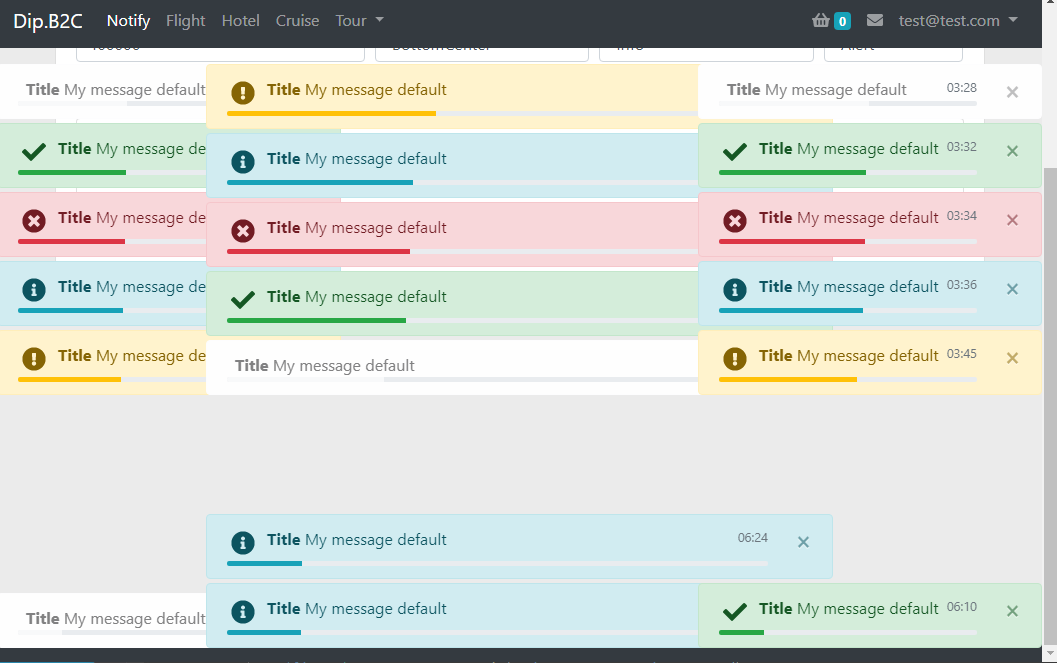 Dip.B2C Notify Flight Hotel Cruise Tour 0 test@test.com
BottomCenter Info Alert
Title My message default
Title My message default
Title My message default 03:28
Title My message de
Title My message default
Title My message default 03:32
Title My message de
Title My message default
Title My message default 03:34
Title My message de
Title My message default
Title My message default 03:36
Title My message de
Title My message default
Title My message default 03:45
Title My message default 06:24
Title My message default
Title My message default
Title My message default 06:10